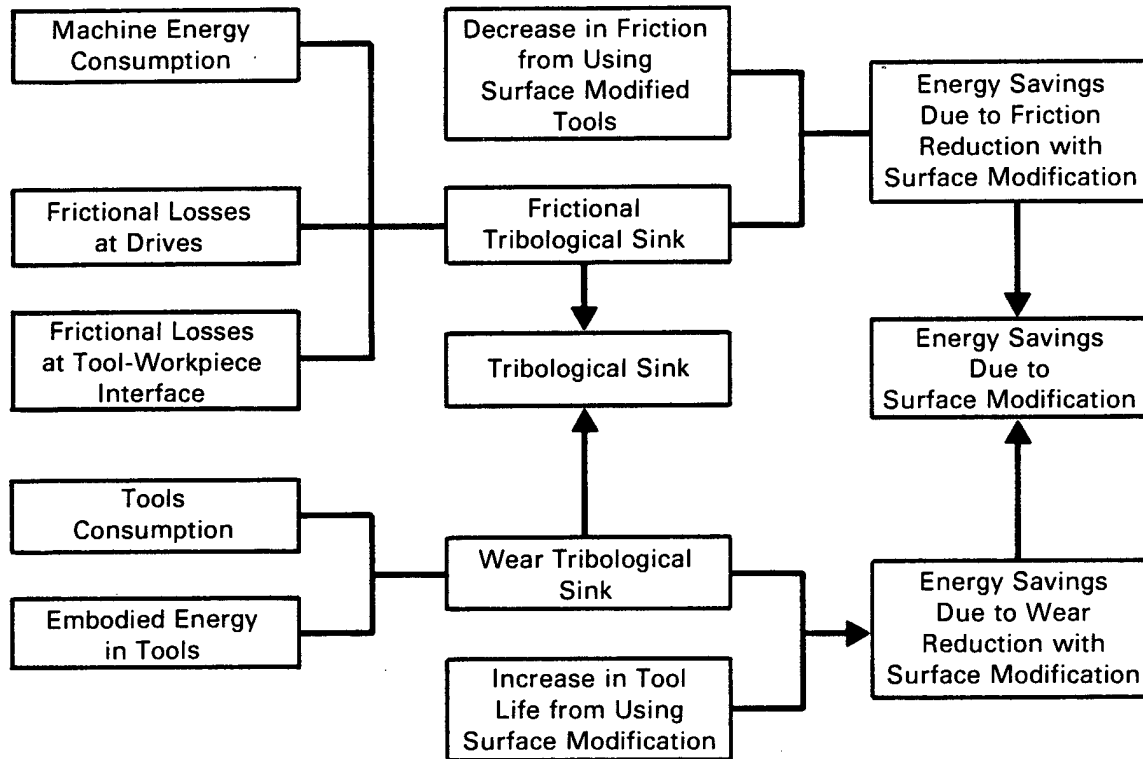 Machine Energy
Consumption
Decrease in Friction
from Using
Surface Modified
Tools
Energy Savings
Due to Friction
Reduction with
Surface Modification
Frictional Losses
at Drives
Frictional
Tribological Sink
Frictional Losses
at Tool-Workpiece
Interface
Tribological Sink
Energy Savings
Due to
Surface Modification
Tools
Consumption
Wear Tribological
Sink
Embodied Energy
in Tools
Energy Savings
Due to Wear
Reduction with
Surface Modification
Increase in Tool
Life from Using
Surface Modification